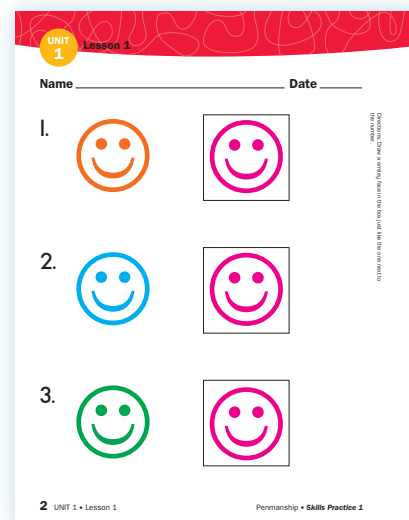 UNIT
1
Lesson 1
Name Date
1.
2.
3.
Directions: Draw a smiling face in the box just like the one next to
the number.
2 UNIT 1 • Lesson 1 Penmanship • Skills Practice 1